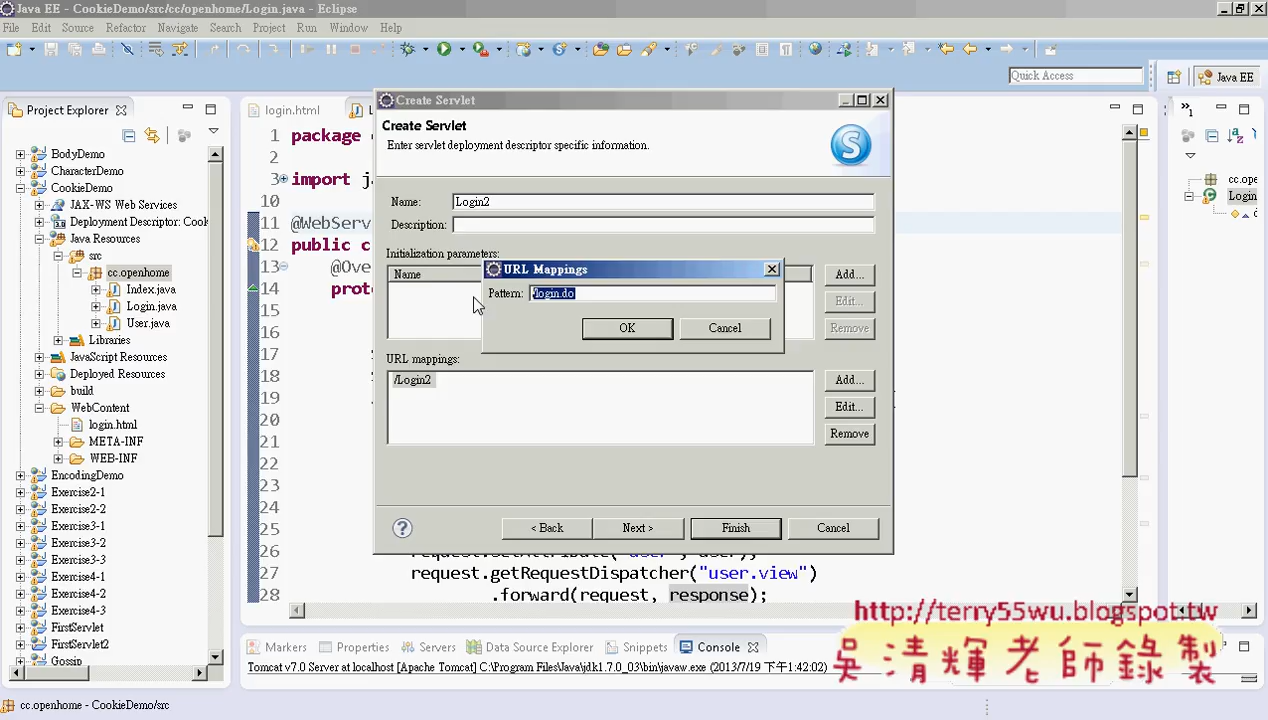 Java EE - CookieDemo/src/cc/openhome/Login.java - Eclipse
File Edit Source Refactor Navigate Search Project Run Window Help
Quick Access
Java EE
Project Explorer
login.html
BodyDemo
CharacterDemo
CookieDemo
JAX-WS Web Services
Deployment Descriptor: Cook
Java Resources
src
cc.openhome
Index.java
Login.java
User.java
Libraries
JavaScript Resources
Deployed Resources
build
WebContent
login.html
META-INF
WEB-INF
EncodingDemo
Exercise2-1
Exercise2-2
Exercise3-1
Exercise3-2
Exercise3-3
Exercise4-1
Exercise4-2
Exercise4-3
FirstServlet
FirstServlet2
Gossip
1 package
2
3 import j
10
11 @WebServ
12 public c
13 @Ove
14 prote
15
16
17
18
19
20
21
22
23
24
25
26 request.setAttribute("user", user);
27 request.getRequestDispatcher("user.view")
28 .forward(request, response);
Create Servlet
Create Servlet
Enter servlet deployment descriptor specific information.
Name: Login2
Description:
Initialization parameters:
Name
Add...
Edit...
Remove
URL Mappings
Pattern: /login.do
OK Cancel
URL mappings:
/Login2
Add...
Edit...
Remove
< Back Next > Finish Cancel
cc.ope
Login
Markers Properties Servers Data Source Explorer Snippets Console
Tomcat v7.0 Server at localhost [Apache Tomcat] C:\Program Files\Java\jdk1.7.0_03\bin\javaw.exe (2013/7/19 下午1:42:02)
http://terry55wu.blogspot.tw
吳清輝老師錄製
cc.openhome - CookieDemo/src